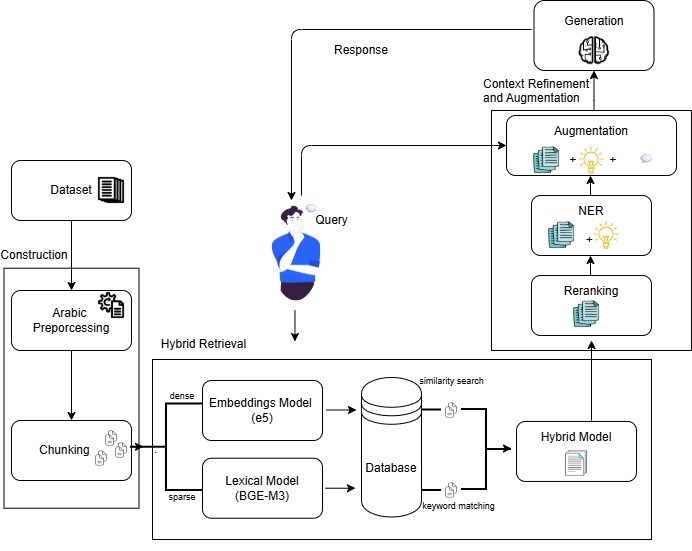 Generation
Response
Context Refinement
and Augmentation
Augmentation
+
+
Dataset
Query
NER
+
Construction
Reranking
Arabic
Preporcessing
Hybrid Retrieval
similarity search
dense
Embeddings Model
(e5)
Chunking
Hybrid Model
Database
Lexical Model
(BGE-M3)
sparse
keyword matching